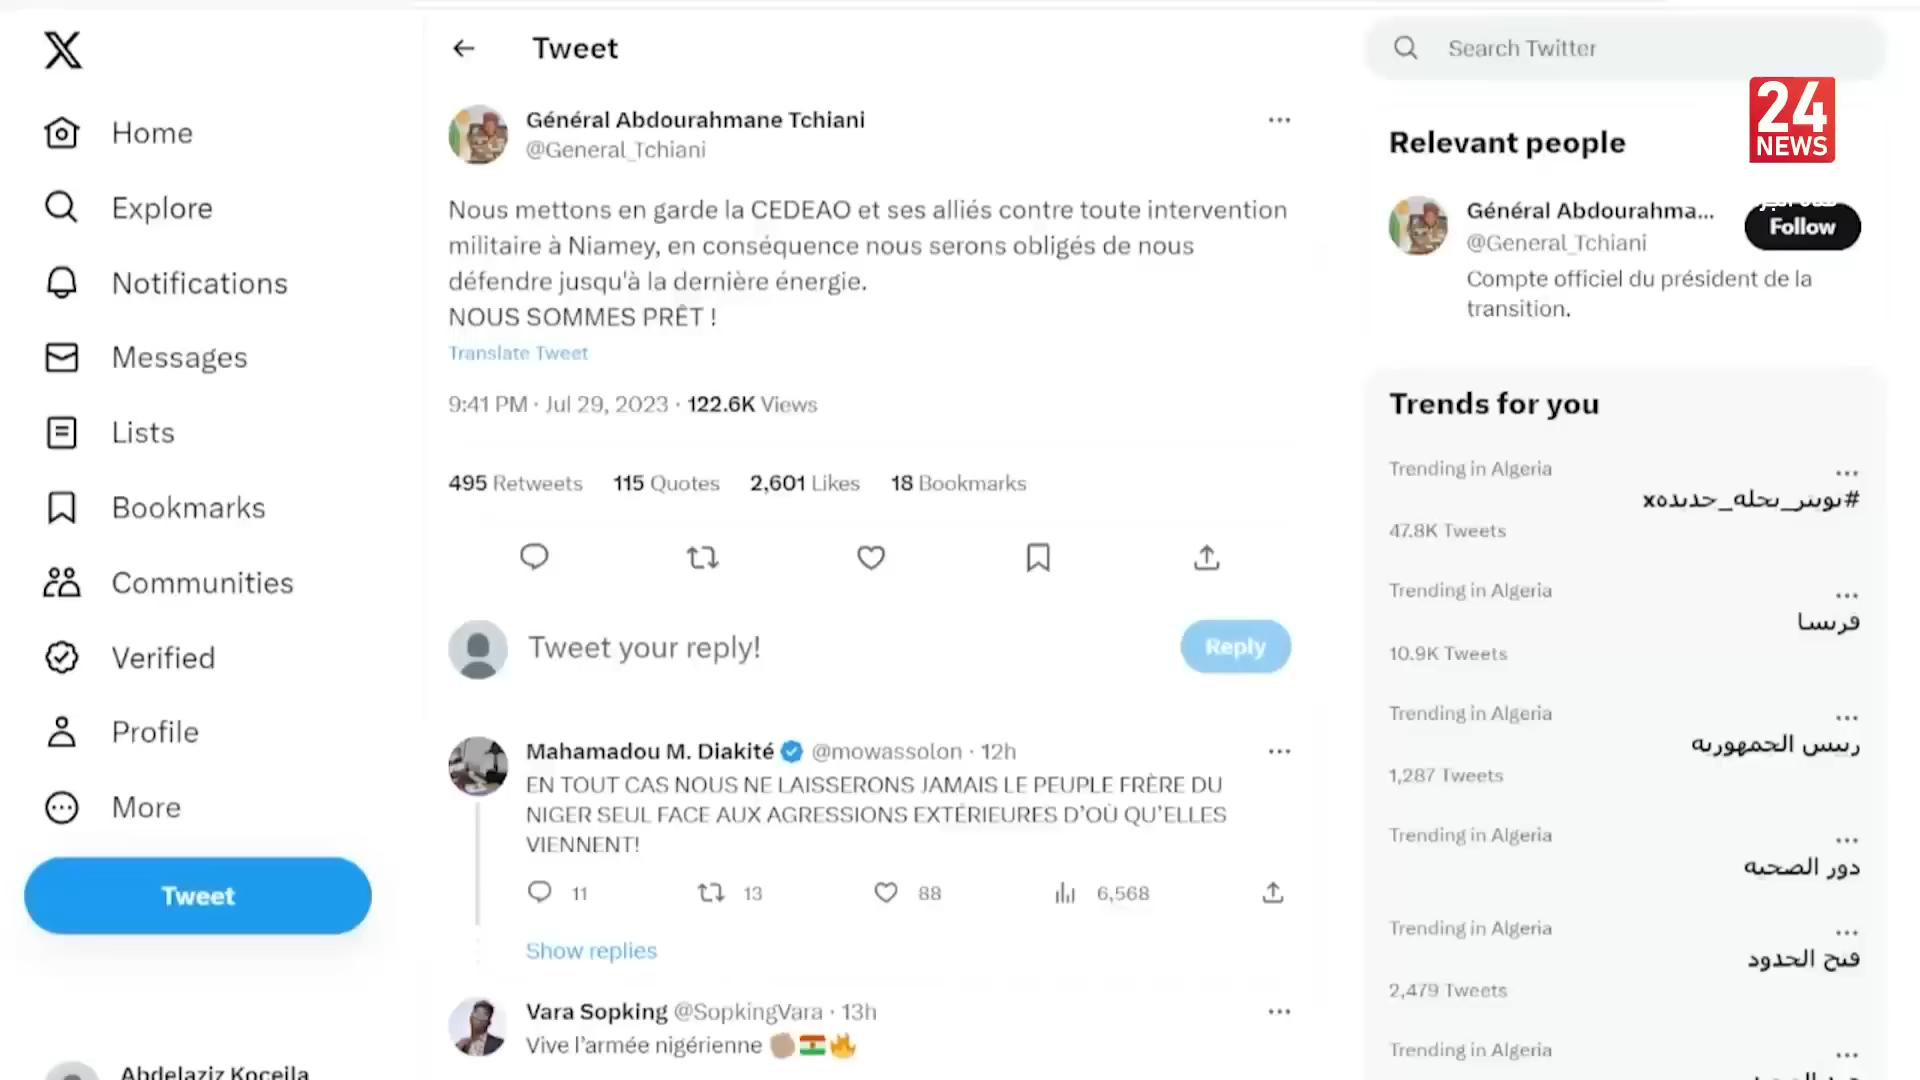 Home
Explore
Notifications
Messages
Lists
Bookmarks
Communities
Verified
Profile
More
Tweet
Abdelaziz Koceila
Tweet
Général Abdourahmane Tchiani
@General_Tchiani
Nous mettons en garde la CEDEAO et ses alliés contre toute intervention
militaire à Niamey, en conséquence nous serons obligés de nous
défendre jusqu'à la dernière énergie.
NOUS SOMMES PRÊT !
Translate Tweet
9:41 PM · Jul 29, 2023 · 122.6K Views
495 Retweets 115 Quotes 2,601 Likes 18 Bookmarks
Tweet your reply!
Reply
Mahamadou M. Diakité @mowassolon · 12h
EN TOUT CAS NOUS NE LAISSERONS JAMAIS LE PEUPLE FRÈRE DU
NIGER SEUL FACE AUX AGRESSIONS EXTÉRIEURES D’OÙ QU’ELLES
VIENNENT!
11 13 88 6,568
Show replies
Vara Sopking @SopkingVara · 13h
Vive l’armée nigérienne
Search Twitter
24
NEWS
Relevant people
Général Abdourahma...
@General_Tchiani
Follow
Compte officiel du président de la
transition.
Trends for you
Trending in Algeria
#تويتر_بحله_جديدهx
47.8K Tweets
Trending in Algeria
فرنسا
10.9K Tweets
Trending in Algeria
رئيس الجمهورية
1,287 Tweets
Trending in Algeria
دور الصحية
Trending in Algeria
فتح الحدود
2,479 Tweets
Trending in Algeria